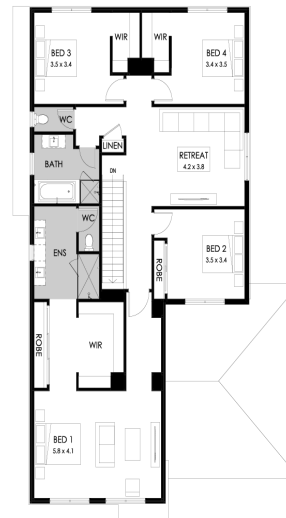 WIR
WIR
BED 3
3.5 x 3.4
BED 4
3.4 x 3.5
WC
LINEN
BATH
RETREAT
4.2 x 3.8
DN
WC
BED 2
3.5 x 3.4
ENS
ROBE
ROBE
WIR
BED 1
5.8 x 4.1